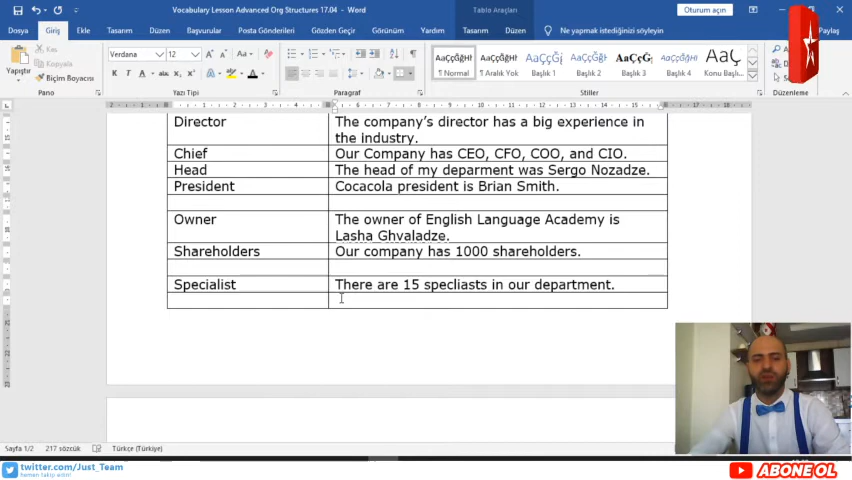 Vocabulary Lesson Advanced Org Structures 17.04 - Word
Tablo Araçları
Oturum açın
Dosya Giriş Ekle Tasarım Düzen Başvurular Posta Gönderileri Gözden Geçir Görünüm Yardım Tasarım Düzen Ne yapmak istediğinizi söyleyin Paylaş
Yapıştır
Kes
Kopyala
Biçim Boyacısı
Verdana 12
AaÇçĞğ AaÇçĞğ AaÇçĞ AaÇçĞğ AaÇçĞ AaÇçĞğ AaÇ
¶ Normal ¶ Aralık Yok Başlık 1 Başlık 2 Başlık 3 Başlık 4 Konu Başlı...
Pano Yazı Tipi Paragraf Stiller Düzenleme
Director The company's director has a big experience in
the industry.
Chief Our Company has CEO, CFO, COO, and CIO.
Head The head of my deparment was Sergo Nozadze.
President Cocacola president is Brian Smith.
Owner The owner of English Language Academy is
Lasha Ghvaladze.
Shareholders Our company has 1000 shareholders.
Specialist There are 15 specliasts in our department.
Sayfa 1/2 217 sözcük Türkçe (Türkiye)
twitter.com/Just_Team
ABONE OL